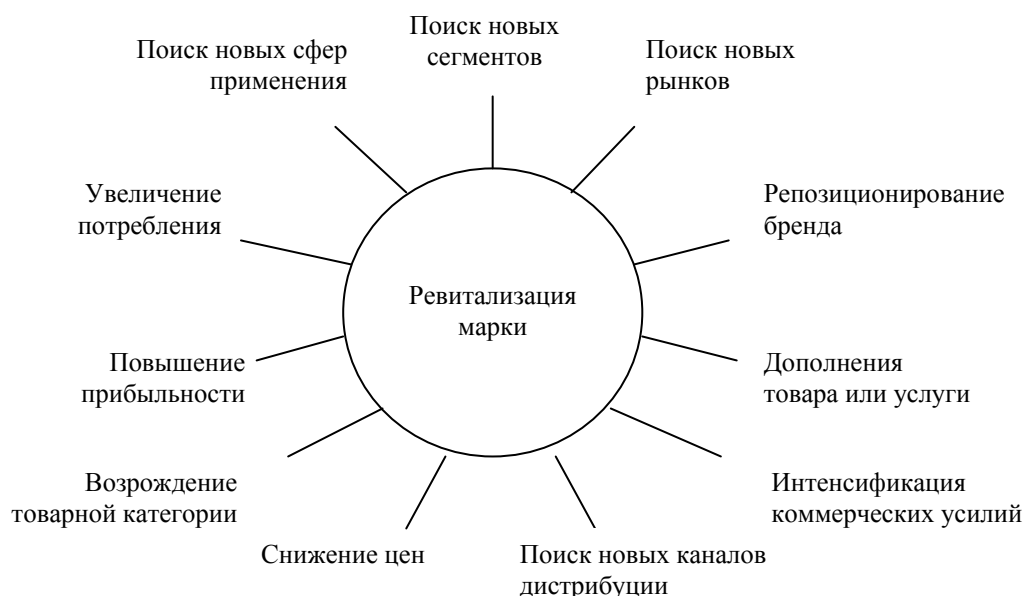 Поиск новых
сегментов
Поиск новых сфер
применения
Поиск новых
рынков
Увеличение
потребления
Репозиционирование
бренда
Ревитализация
марки
Повышение
прибыльности
Дополнения
товара или услуги
Возрождение
товарной категории
Интенсификация
коммерческих усилий
Снижение цен
Поиск новых каналов
дистрибуции